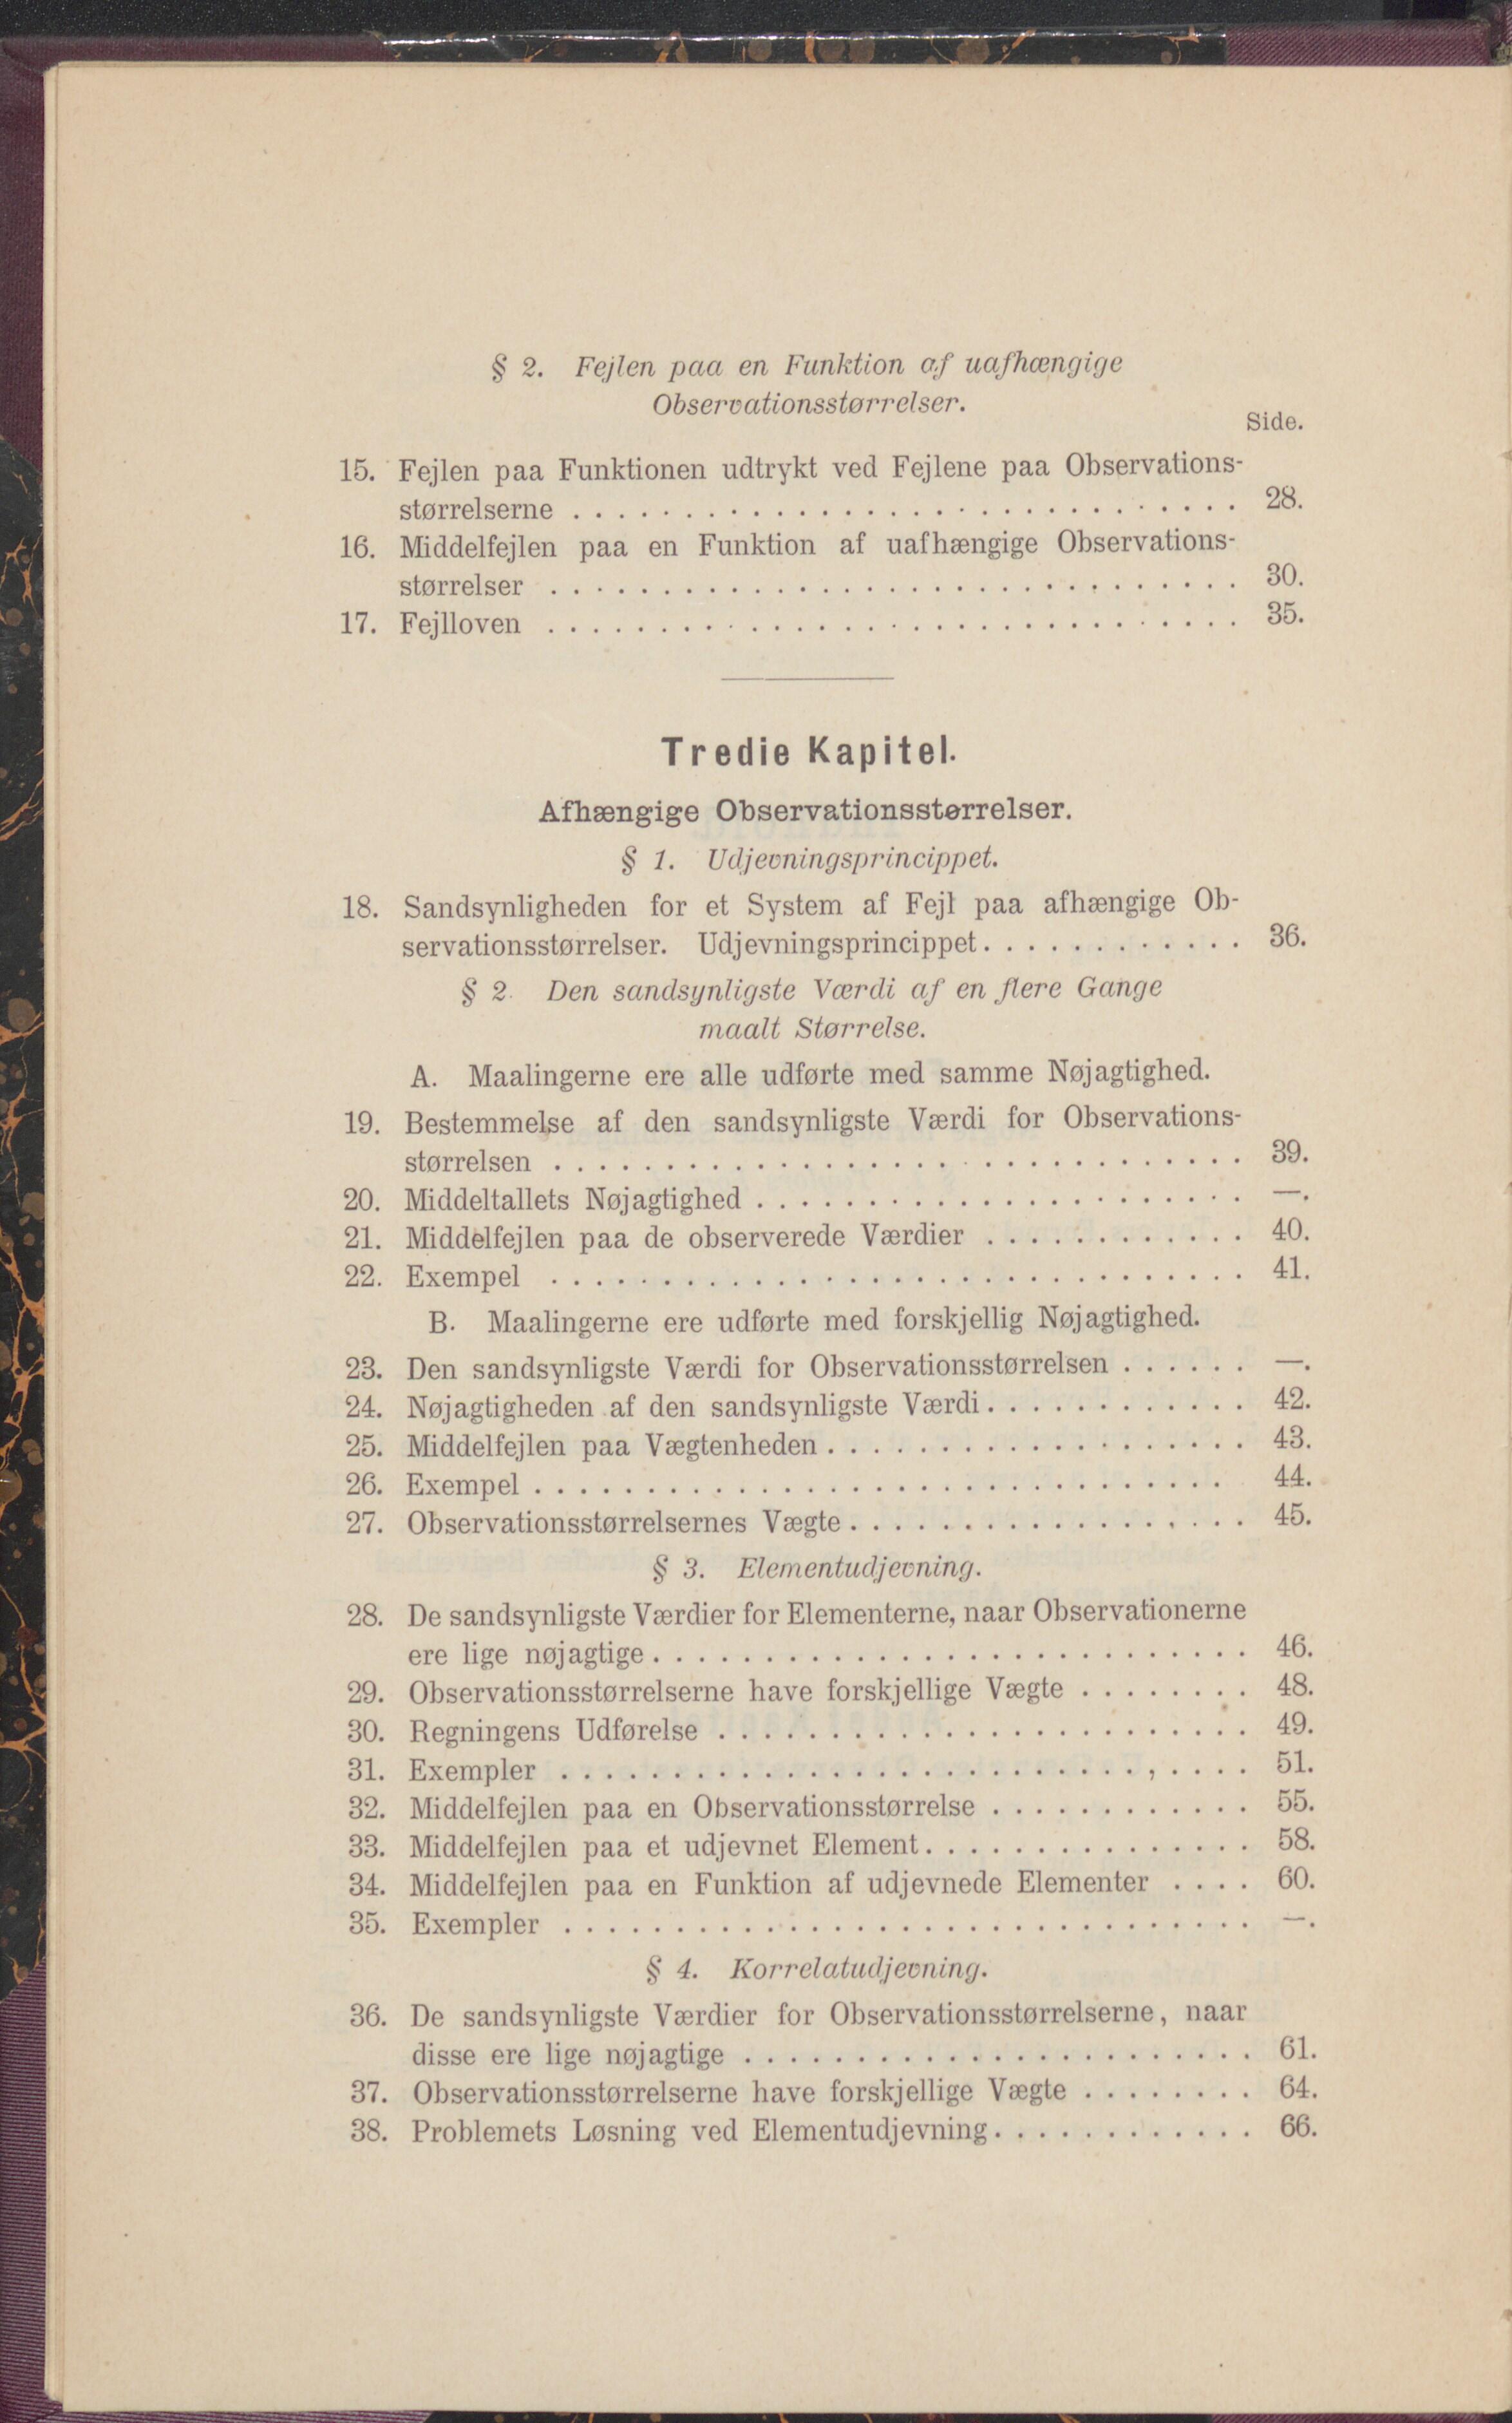 § 2. Fejlen paa en Funktion af uafhængige
Observationsstørrelser.
Side.
15. Fejlen paa Funktionen udtrykt ved Fejlene paa Observations-
størrelserne . . . . . . . . . . . . . . . . . . . . . . . . . . . . . . 28.
16. Middelfejlen paa en Funktion af uafhængige Observations-
størrelser . . . . . . . . . . . . . . . . . . . . . . . . . . . . . . . 30.
17. Fejlloven . . . . . . . . . . . . . . . . . . . . . . . . . . . . . . . 35.
Tredie Kapitel.
Afhængige Observationsstørrelser.
§ 1. Udjevningsprincippet.
18. Sandsynligheden for et System af Fejl paa afhængige Ob-
servationsstørrelser. Udjevningsprincippet. . . . . . . . . . . . 36.
§ 2. Den sandsynligste Værdi af en flere Gange
maalt Størrelse.
A. Maalingerne ere alle udførte med samme Nøjagtighed.
19. Bestemmelse af den sandsynligste Værdi for Observations-
størrelsen . . . . . . . . . . . . . . . . . . . . . . . . . . . . . . . 39.
20. Middeltallets Nøjagtighed . . . . . . . . . . . . . . . . . . . . . . —.
21. Middelfejlen paa de observerede Værdier . . . . . . . . . . . . 40.
22. Exempel . . . . . . . . . . . . . . . . . . . . . . . . . . . . . . . 41.
B. Maalingerne ere udførte med forskjellig Nøjagtighed.
23. Den sandsynligste Værdi for Observationsstørrelsen . . . . . . —.
24. Nøjagtigheden af den sandsynligste Værdi. . . . . . . . . . . . 42.
25. Middelfejlen paa Vægtenheden . . . . . . . . . . . . . . . . . . . 43.
26. Exempel . . . . . . . . . . . . . . . . . . . . . . . . . . . . . . . 44.
27. Observationsstørrelsernes Vægte . . . . . . . . . . . . . . . . . . 45.
§ 3. Elementudjevning.
28. De sandsynligste Værdier for Elementerne, naar Observationerne
ere lige nøjagtige . . . . . . . . . . . . . . . . . . . . . . . . . . . 46.
29. Observationsstørrelserne have forskjellige Vægte . . . . . . . . 48.
30. Regningens Udførelse . . . . . . . . . . . . . . . . . . . . . . . . 49.
31. Exempler . . . . . . . . . . . . . . . . . . . . . . . . . . , . . . . 51.
32. Middelfejlen paa en Observationsstørrelse . . . . . . . . . . . . 55.
33. Middelfejlen paa et udjevnet Element. . . . . . . . . . . . . . . 58.
34. Middelfejlen paa en Funktion af udjevnede Elementer . . . . 60.
35. Exempler . . . . . . . . . . . . . . . . . . . . . . . . . . . . . . . —.
§ 4. Korrelatudjevning.
36. De sandsynligste Værdier for Observationsstørrelserne, naar
disse ere lige nøjagtige . . . . . . . . . . . . . . . . . . . . . . . 61.
37. Observationsstørrelserne have forskjellige Vægte . . . . . . . . 64.
38. Problemets Løsning ved Elementudjevning. . . . . . . . . . . . 66.